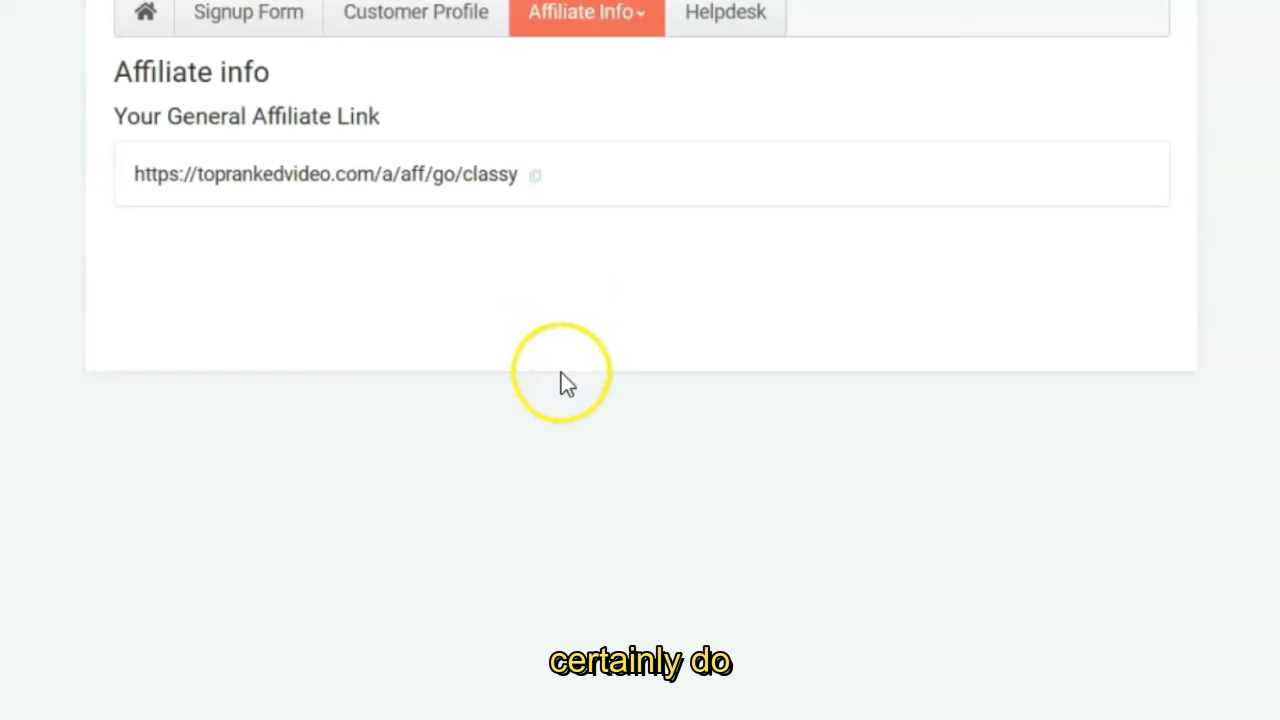 Signup Form Customer Profile Affiliate Info Helpdesk
Affiliate info
Your General Affiliate Link
https://toprankedvideo.com/a/aff/go/classy
certainly do